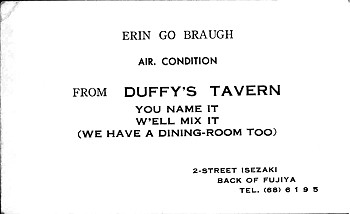 ERIN GO BRAUGH
AIR. CONDITION
FROM DUFFY'S TAVERN
YOU NAME IT
W'ELL MIX IT
(WE HAVE A DINING-ROOM TOO)
2-STREET ISEZAKI
BACK OF FUJIYA
TEL. (68) 6195